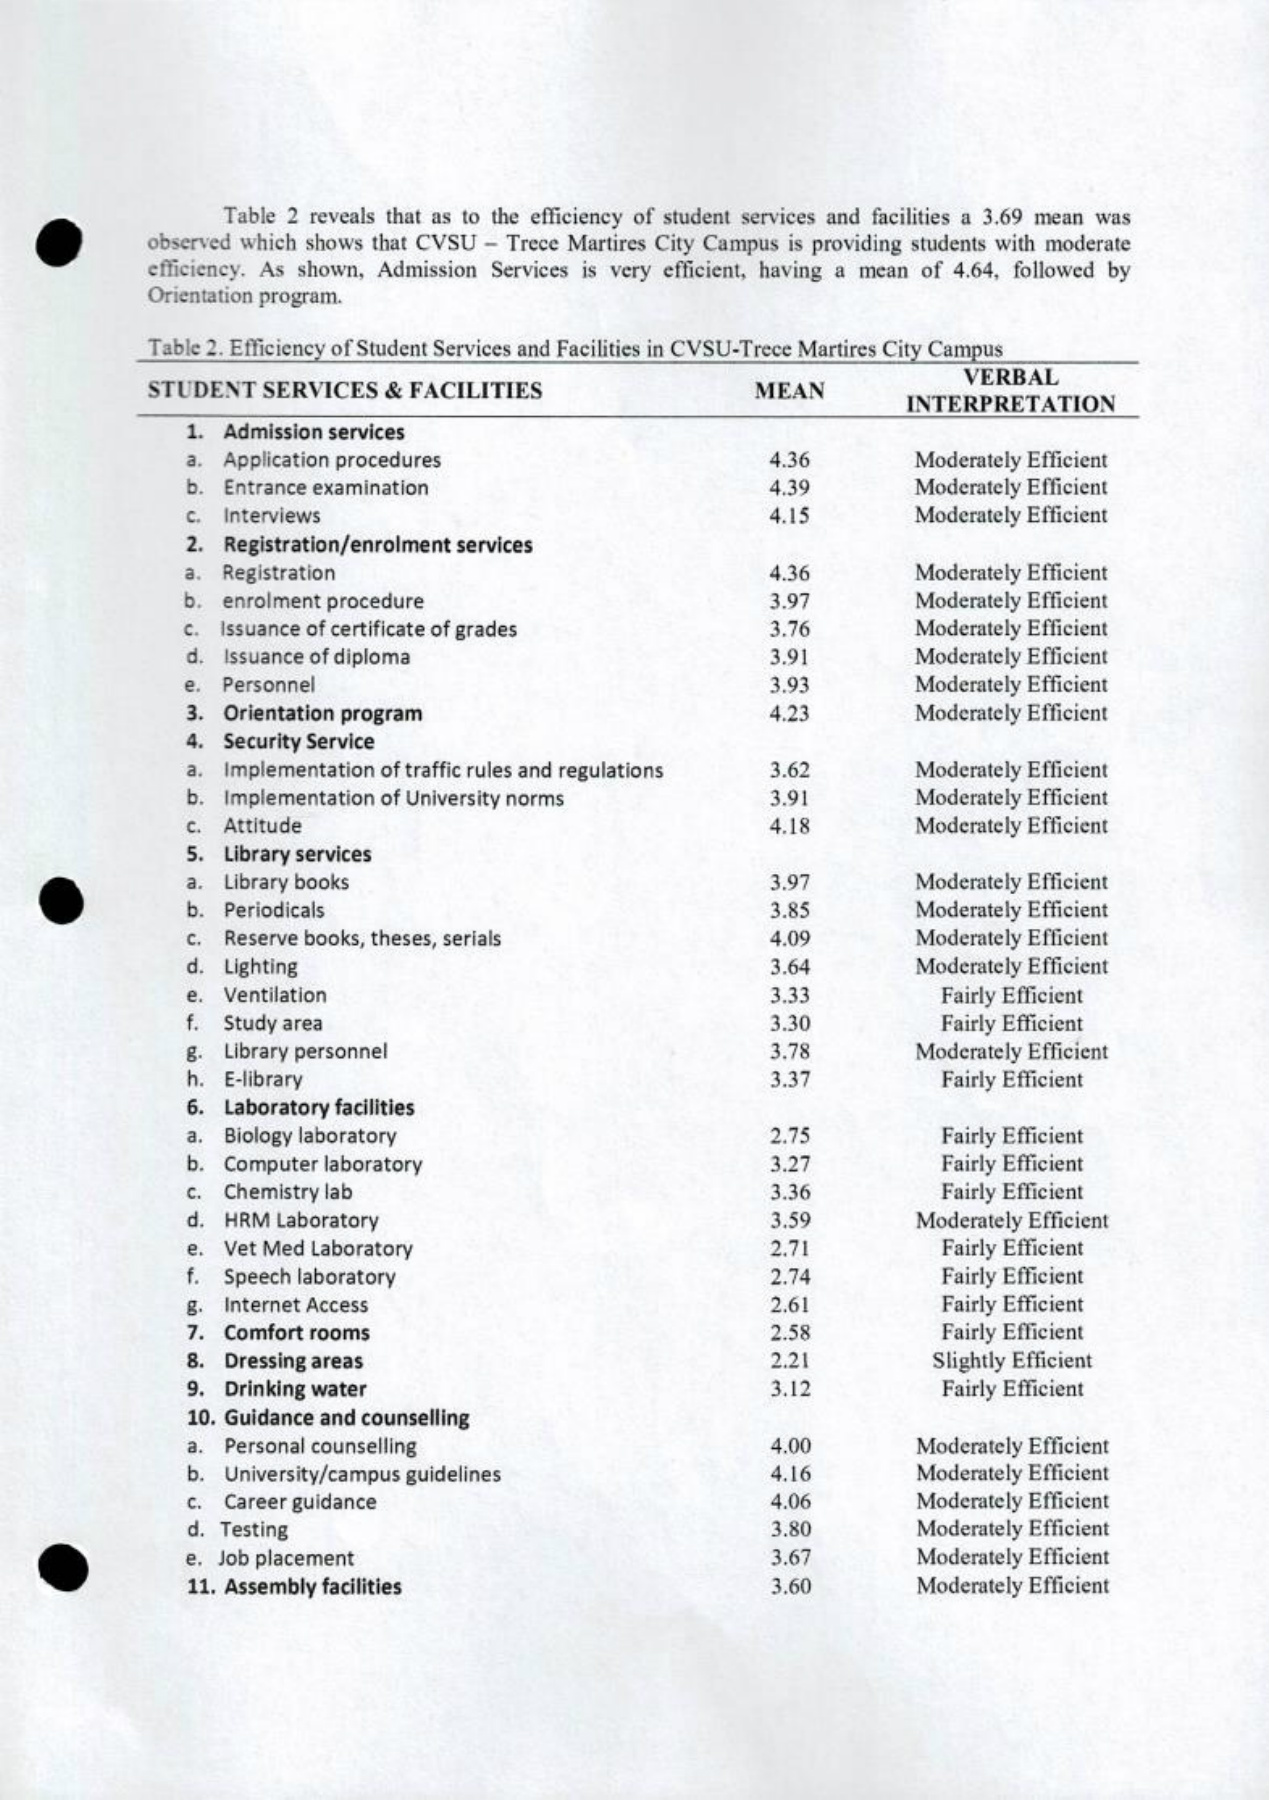 Table 2 reveals that as to the efficiency of student services and facilities a 3.69 mean was
observed which shows that CVSU – Trece Martires City Campus is providing students with moderate
efficiency. As shown, Admission Services is very efficient, having a mean of 4.64, followed by
Orientation program.
Table 2. Efficiency of Student Services and Facilities in CVSU-Trece Martires City Campus
STUDENT SERVICES & FACILITIES MEAN VERBAL
INTERPRETATION
1. Admission services
a. Application procedures 4.36 Moderately Efficient
b. Entrance examination 4.39 Moderately Efficient
c. Interviews 4.15 Moderately Efficient
2. Registration/enrolment services
a. Registration 4.36 Moderately Efficient
b. enrolment procedure 3.97 Moderately Efficient
c. Issuance of certificate of grades 3.76 Moderately Efficient
d. Issuance of diploma 3.91 Moderately Efficient
e. Personnel 3.93 Moderately Efficient
3. Orientation program 4.23 Moderately Efficient
4. Security Service
a. Implementation of traffic rules and regulations 3.62 Moderately Efficient
b. Implementation of University norms 3.91 Moderately Efficient
c. Attitude 4.18 Moderately Efficient
5. Library services
a. Library books 3.97 Moderately Efficient
b. Periodicals 3.85 Moderately Efficient
c. Reserve books, theses, serials 4.09 Moderately Efficient
d. Lighting 3.64 Moderately Efficient
e. Ventilation 3.33 Fairly Efficient
f. Study area 3.30 Fairly Efficient
g. Library personnel 3.78 Moderately Efficient
h. E-library 3.37 Fairly Efficient
6. Laboratory facilities
a. Biology laboratory 2.75 Fairly Efficient
b. Computer laboratory 3.27 Fairly Efficient
c. Chemistry lab 3.36 Fairly Efficient
d. HRM Laboratory 3.59 Moderately Efficient
e. Vet Med Laboratory 2.71 Fairly Efficient
f. Speech laboratory 2.74 Fairly Efficient
g. Internet Access 2.61 Fairly Efficient
7. Comfort rooms 2.58 Fairly Efficient
8. Dressing areas 2.21 Slightly Efficient
9. Drinking water 3.12 Fairly Efficient
10. Guidance and counselling
a. Personal counselling 4.00 Moderately Efficient
b. University/campus guidelines 4.16 Moderately Efficient
c. Career guidance 4.06 Moderately Efficient
d. Testing 3.80 Moderately Efficient
e. Job placement 3.67 Moderately Efficient
11. Assembly facilities 3.60 Moderately Efficient